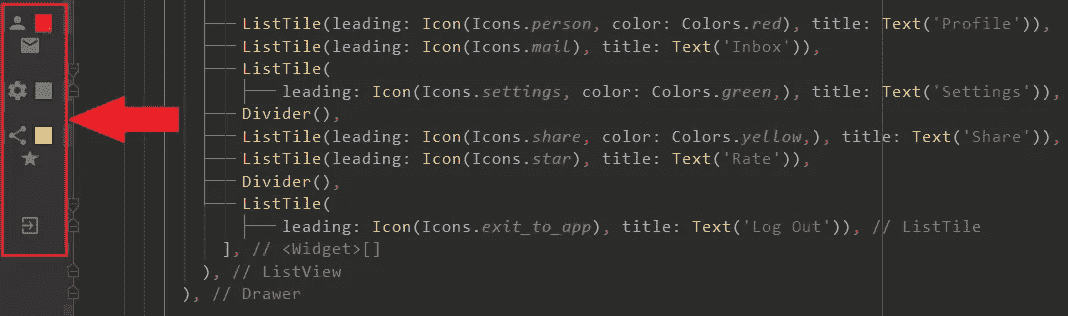 ListTile(leading: Icon(Icons.person, color: Colors.red), title: Text('Profile')),
ListTile(leading: Icon(Icons.mail), title: Text('Inbox')),
ListTile(
leading: Icon(Icons.settings, color: Colors.green,), title: Text('Settings')),
Divider(),
ListTile(leading: Icon(Icons.share, color: Colors.yellow,), title: Text('Share')),
ListTile(leading: Icon(Icons.star), title: Text('Rate')),
Divider(),
ListTile(
leading: Icon(Icons.exit_to_app), title: Text('Log Out')), // ListTile
], // <Widget>[]
), // ListView
), // Drawer